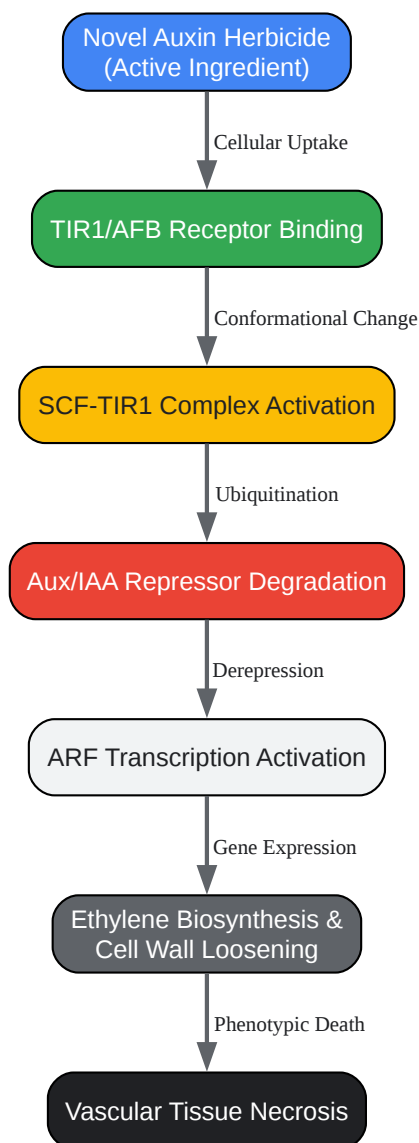 Novel Auxin Herbicide
(Active Ingredient)
Cellular Uptake
TIR1/AFB Receptor Binding
Conformational Change
SCF-TIR1 Complex Activation
Ubiquitination
Aux/IAA Repressor Degradation
Derepression
ARF Transcription Activation
Gene Expression
Ethylene Biosynthesis &
Cell Wall Loosening
Phenotypic Death
Vascular Tissue Necrosis